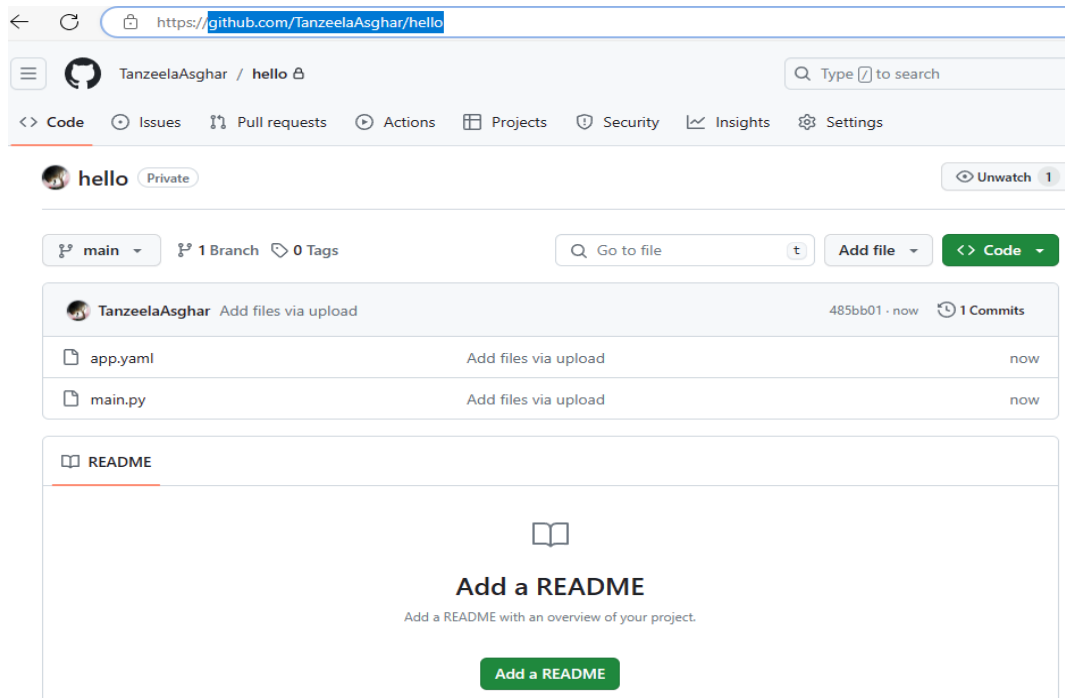 https://github.com/TanzeelaAsghar/hello
TanzeelaAsghar / hello
Type / to search
<> Code Issues Pull requests Actions Projects Security Insights Settings
hello Private
Unwatch 1
main 1 Branch 0 Tags Go to file t Add file <> Code
TanzeelaAsghar Add files via upload 485bb01 · now 1 Commits
app.yaml Add files via upload now
main.py Add files via upload now
README
Add a README
Add a README with an overview of your project.
Add a README